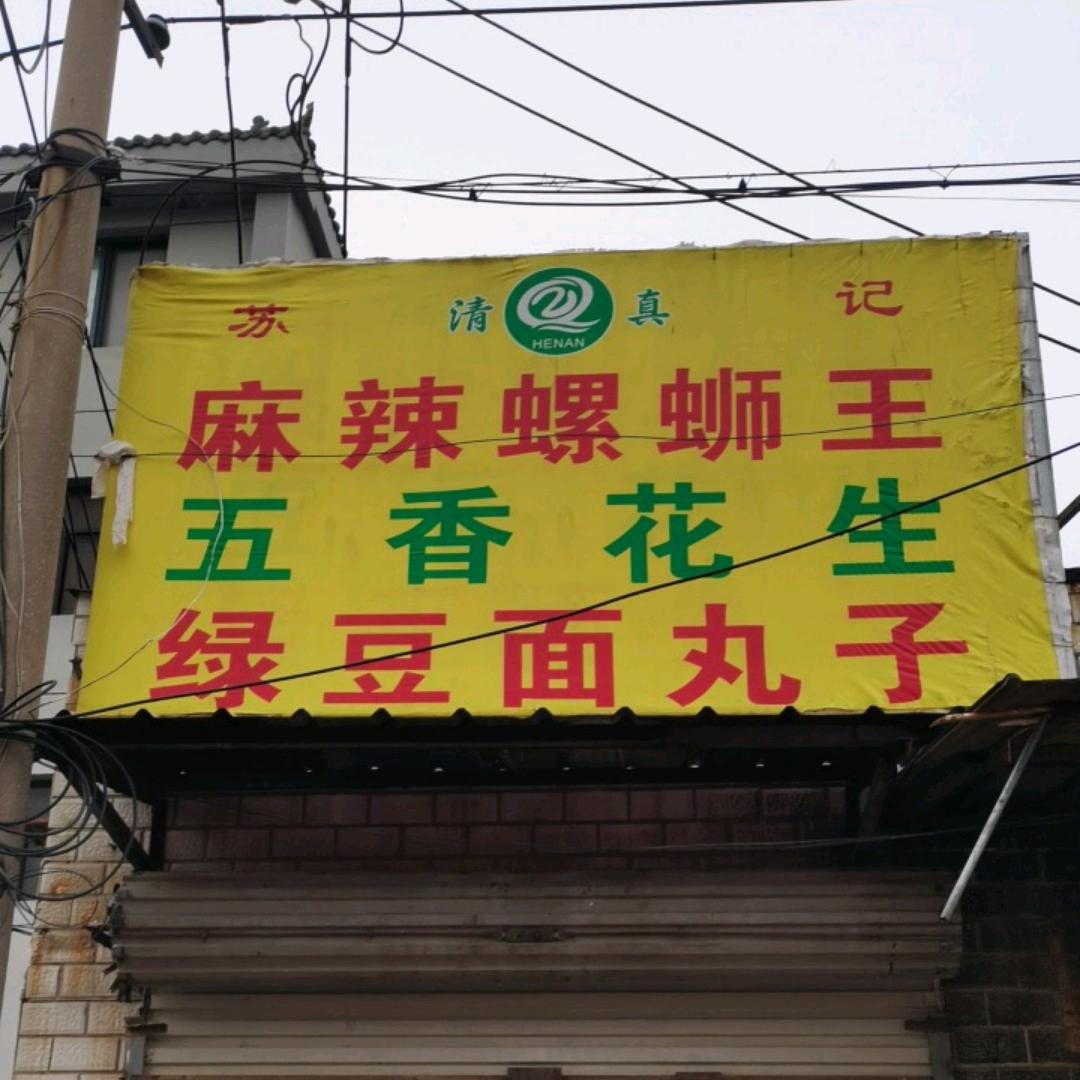 苏 清 真 记
HENAN
麻辣螺蛳王
五香花生
绿豆面丸子